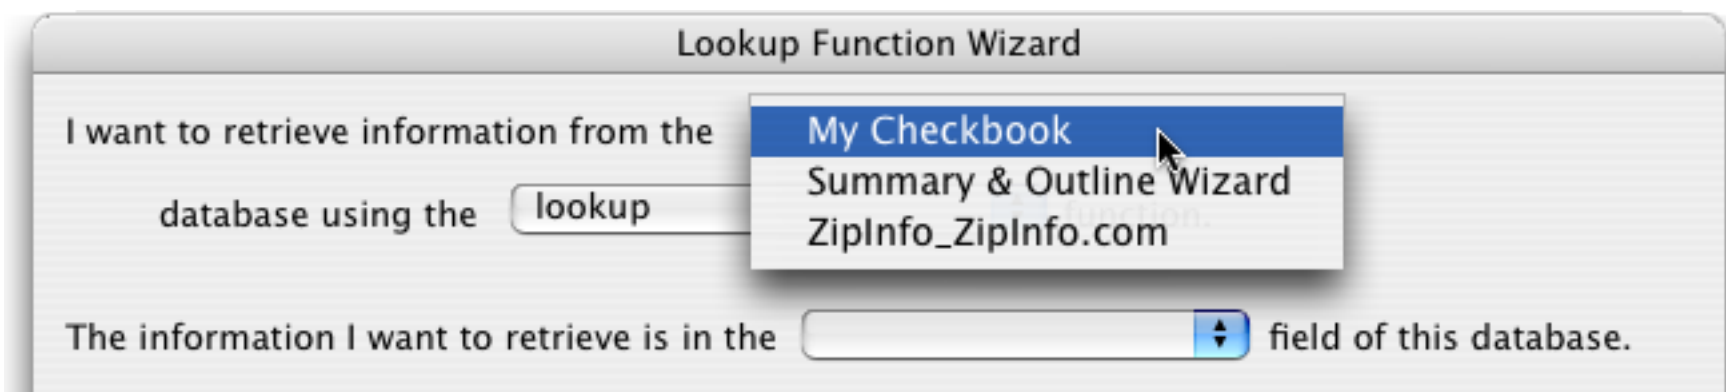 Lookup Function Wizard
I want to retrieve information from the
My Checkbook
Summary & Outline Wizard
ZipInfo_ZipInfo.com
database using the lookup function.
The information I want to retrieve is in the field of this database.